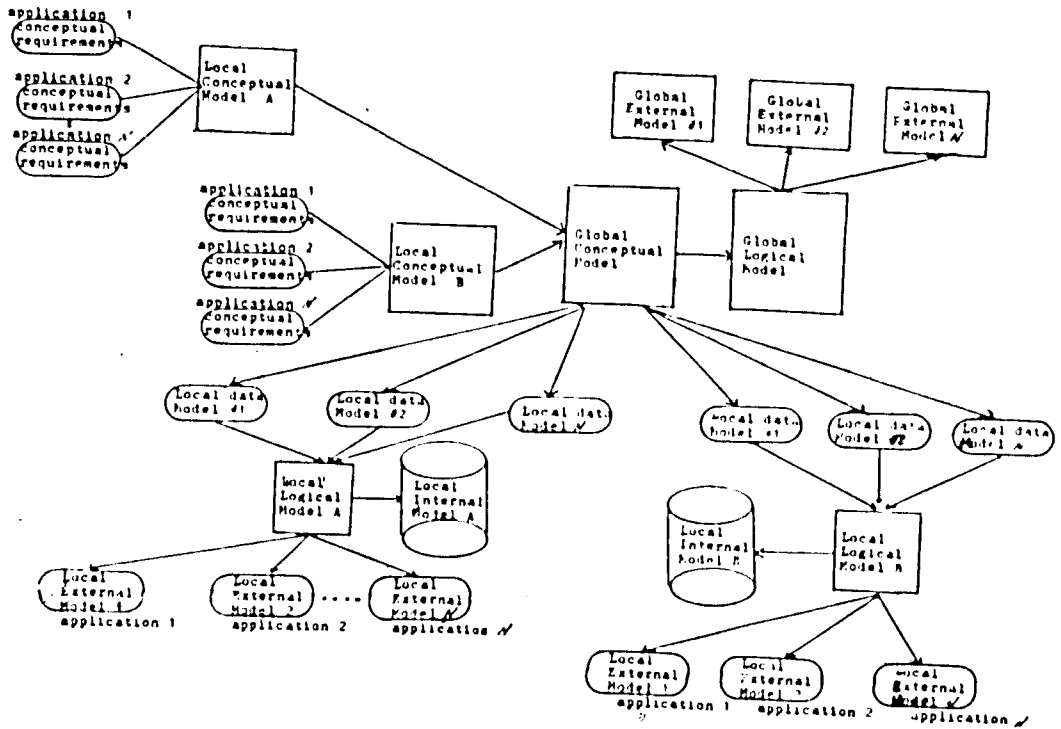 application 1
conceptual
requirements
application 2
conceptual
requirements
application N
conceptual
requirements
Local
Conceptual
Model A
Global
External
Model #1
Global
External
Model #2
Global
External
Model N
application 1
conceptual
requirements
application 2
conceptual
requirements
application N
conceptual
requirements
Local
Conceptual
Model B
Global
Conceptual
Model
Global
Logical
Model
Local data
Model #1
Local data
Model #2
Local data
Model N
Local data
Model #1
Local data
Model #2
Local data
Model N
Local
Logical
Model A
Local
Internal
Model A
Local
Internal
Model B
Local
Logical
Model B
Local
External
Model 1
application 1
Local
External
Model 2
application 2
....
Local
External
Model N
application N
Local
External
Model 1
application 1
Local
External
Model 2
application 2
Local
External
Model N
application N